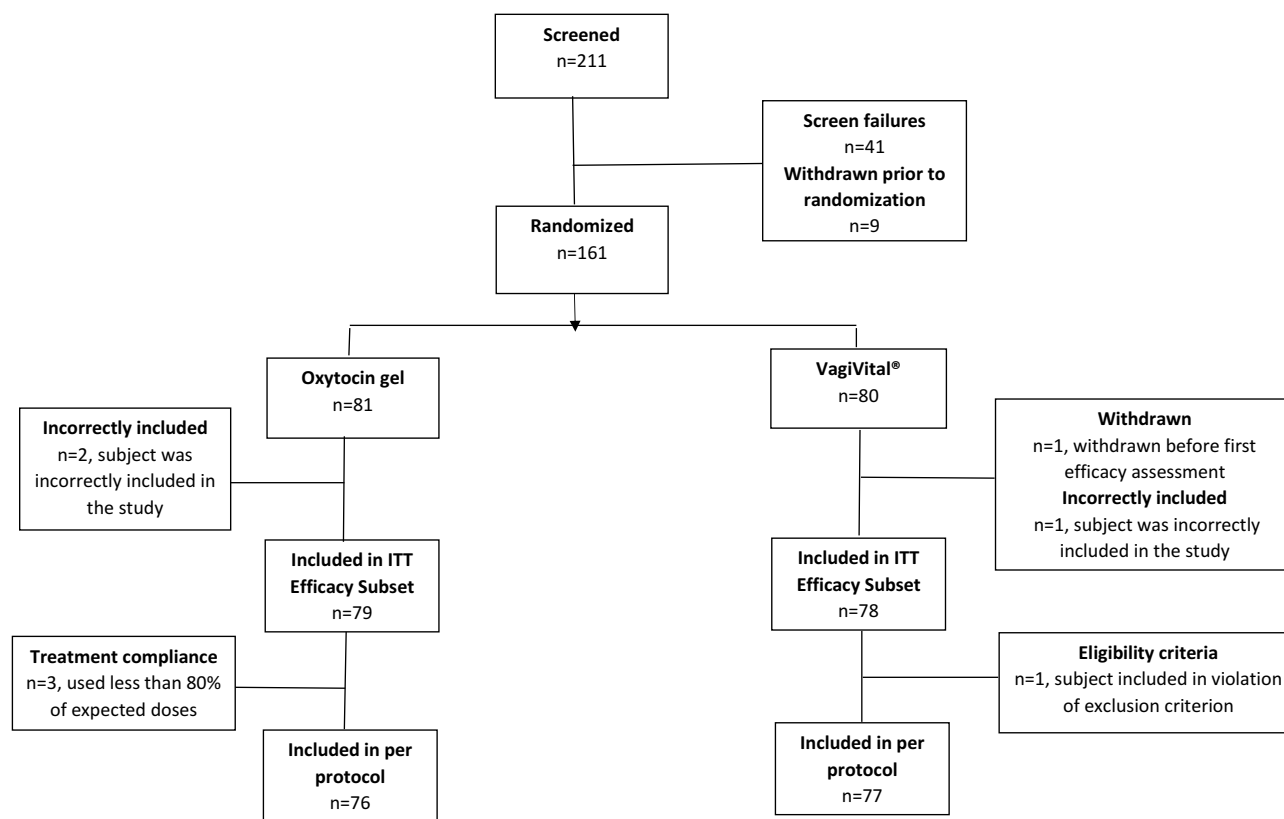 Screened
n=211
Screen failures
n=41
Withdrawn prior to
randomization
n=9
Randomized
n=161
Oxytocin gel
n=81
VagiVital®
n=80
Incorrectly included
n=2, subject was
incorrectly included in
the study
Withdrawn
n=1, withdrawn before first
efficacy assessment
Incorrectly included
n=1, subject was incorrectly
included in the study
Included in ITT
Efficacy Subset
n=79
Included in ITT
Efficacy Subset
n=78
Treatment compliance
n=3, used less than 80%
of expected doses
Eligibility criteria
n=1, subject included in violation
of exclusion criterion
Included in per
protocol
n=76
Included in per
protocol
n=77